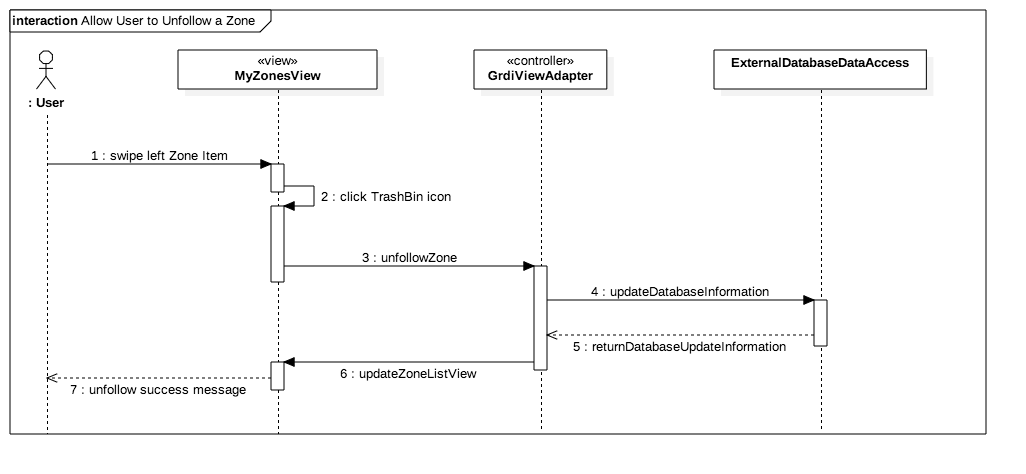 interaction Allow User to Unfollow a Zone
: User
«view»
MyZonesView
«controller»
GrdiViewAdapter
ExternalDatabaseDataAccess
1 : swipe left Zone Item
2 : click TrashBin icon
3 : unfollowZone
4 : updateDatabaseInformation
5 : returnDatabaseUpdateInformation
6 : updateZoneListView
7 : unfollow success message